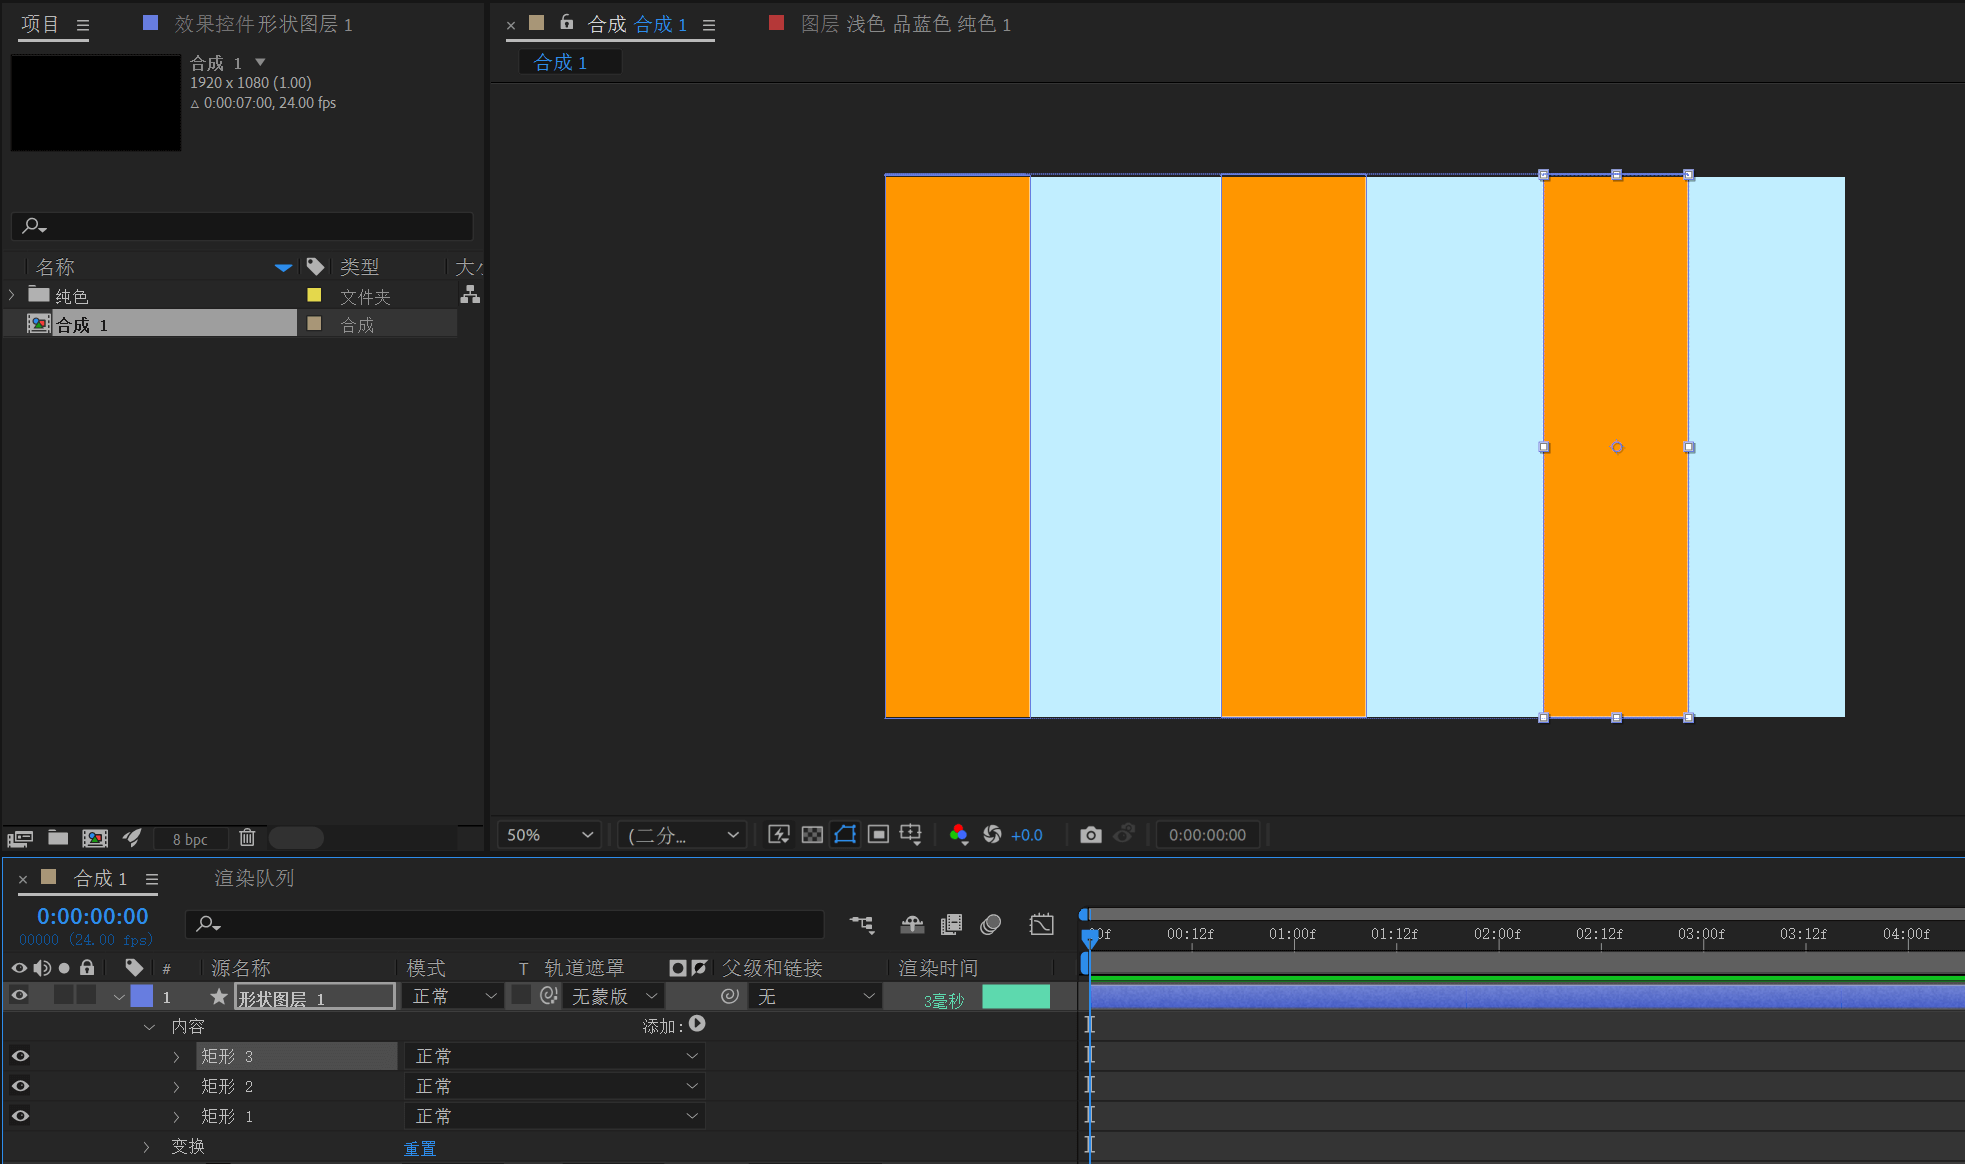 项目
效果控件形状图层 1
合成 1
1920 x 1080 (1.00)
△ 0:00:07:00, 24.00 fps
名称
类型
大小
纯色
文件夹
合成 1
合成
8 bpc
合成 合成 1
图层 浅色 品蓝色 纯色 1
合成 1
50%
(二分...
+0.0
0:00:00:00
合成 1
渲染队列
0:00:00:00
00000 (24.00 fps)
00:12f
01:00f
01:12f
02:00f
02:12f
03:00f
03:12f
04:00f
#
源名称
模式
T 轨道遮罩
父级和链接
渲染时间
1
形状图层 1
正常
无蒙版
无
3毫秒
内容
添加:
矩形 3
正常
矩形 2
正常
矩形 1
正常
变换
重置